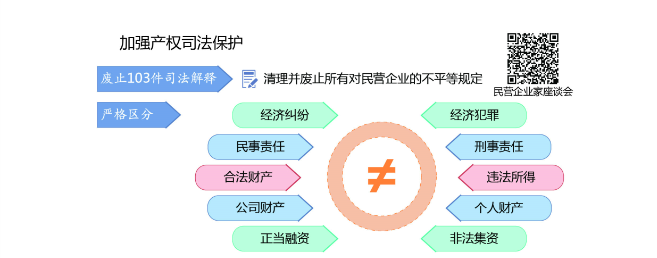 加强产权司法保护
废止103件司法解释
清理并废止所有对民营企业的不平等规定
民营企业家座谈会
严格区分
经济纠纷
经济犯罪
民事责任
刑事责任
合法财产
≠
违法所得
公司财产
个人财产
正当融资
非法集资